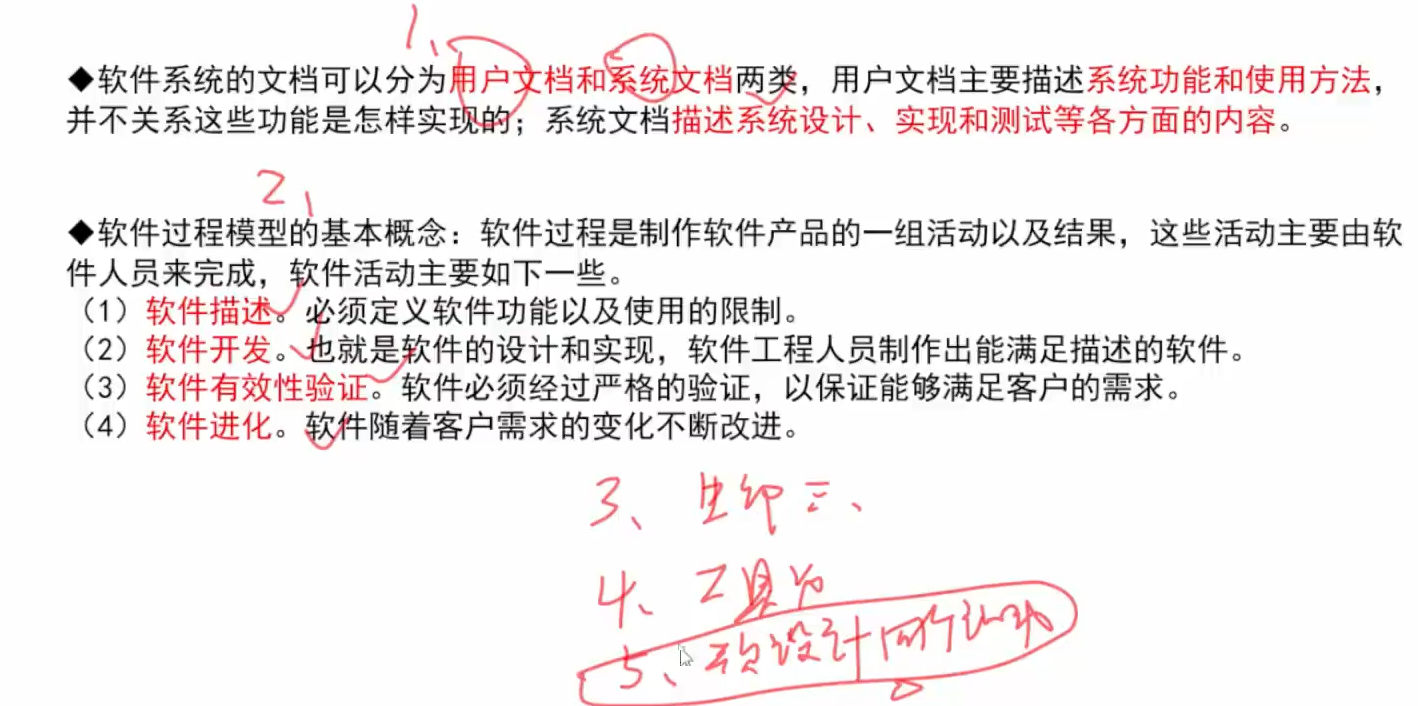 1、
◆软件系统的文档可以分为用户文档和系统文档两类，用户文档主要描述系统功能和使用方法，
并不关系这些功能是怎样实现的；系统文档描述系统设计、实现和测试等各方面的内容。
2、
◆软件过程模型的基本概念：软件过程是制作软件产品的一组活动以及结果，这些活动主要由软
件人员来完成，软件活动主要如下一些。
（1）软件描述。必须定义软件功能以及使用的限制。
（2）软件开发。也就是软件的设计和实现，软件工程人员制作出能满足描述的软件。
（3）软件有效性验证。软件必须经过严格的验证，以保证能够满足客户的需求。
（4）软件进化。软件随着客户需求的变化不断改进。
3、
4、工具
5、设计